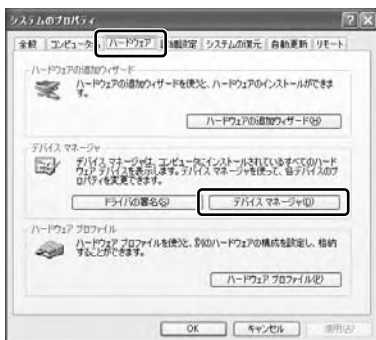 システムのプロパティ
全般 コンピュータ名 ハードウェア 詳細設定 システムの復元 自動更新 リモート
ハードウェアの追加ウィザード
ハードウェアの追加ウィザードを使うと、ハードウェアのインストールができます。
ハードウェアの追加ウィザード(H)
デバイス マネージャ
デバイス マネージャは、コンピュータにインストールされているすべてのハード
ウェア デバイスを表示します。デバイス マネージャを使って、各デバイスのプ
ロパティを変更できます。
ドライバの署名(S)
デバイス マネージャ(D)
ハードウェア プロファイル
ハードウェア プロファイルを使うと、別のハードウェアの構成を設定し、格納
することができます。
ハードウェア プロファイル(P)
OK キャンセル 適用(A)